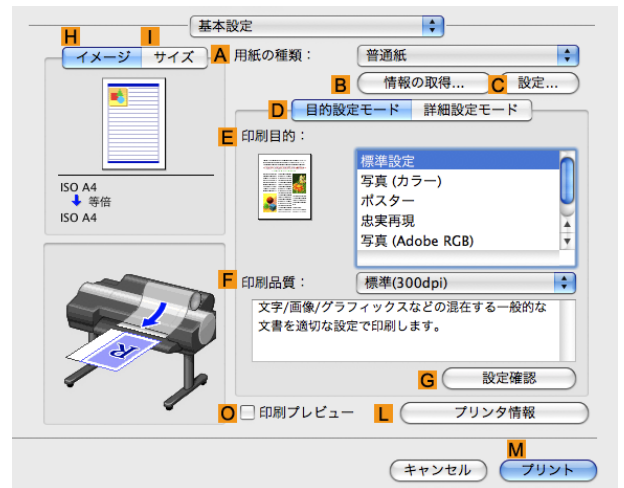 基本設定
H
I
イメージ
サイズ
A
用紙の種類：
普通紙
B
情報の取得...
C
設定...
D
目的設定モード
詳細設定モード
E
印刷目的：
標準設定
写真 (カラー)
ポスター
忠実再現
写真 (Adobe RGB)
ISO A4
等倍
ISO A4
F
印刷品質：
標準(300dpi)
文字/画像/グラフィックスなどの混在する一般的な
文書を適切な設定で印刷します。
R
G
設定確認
O
印刷プレビュー
L
プリンタ情報
M
キャンセル
プリント